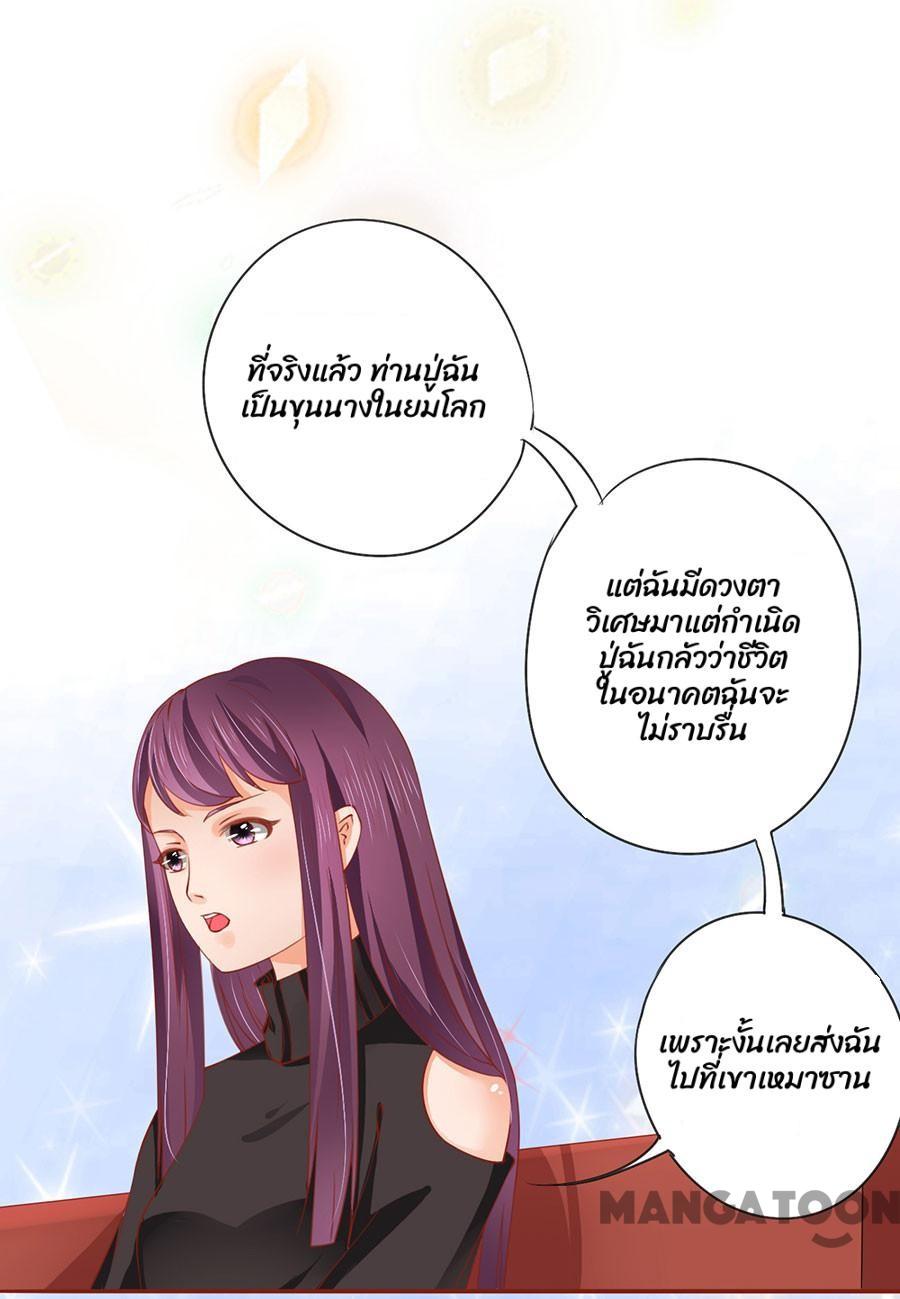 ที่จริงแล้ว ท่านปู่ฉัน
เป็นขุนนางในยมโลก
แต่ฉันมีดวงตา
วิเศษมาแต่กำเนิด
ปู่ฉันกลัวว่าชีวิต
ในอนาคตฉันจะ
ไม่ราบรื่น
เพราะงั้นเลยส่งฉัน
ไปที่เขาเหมาซาน
MANGATOON